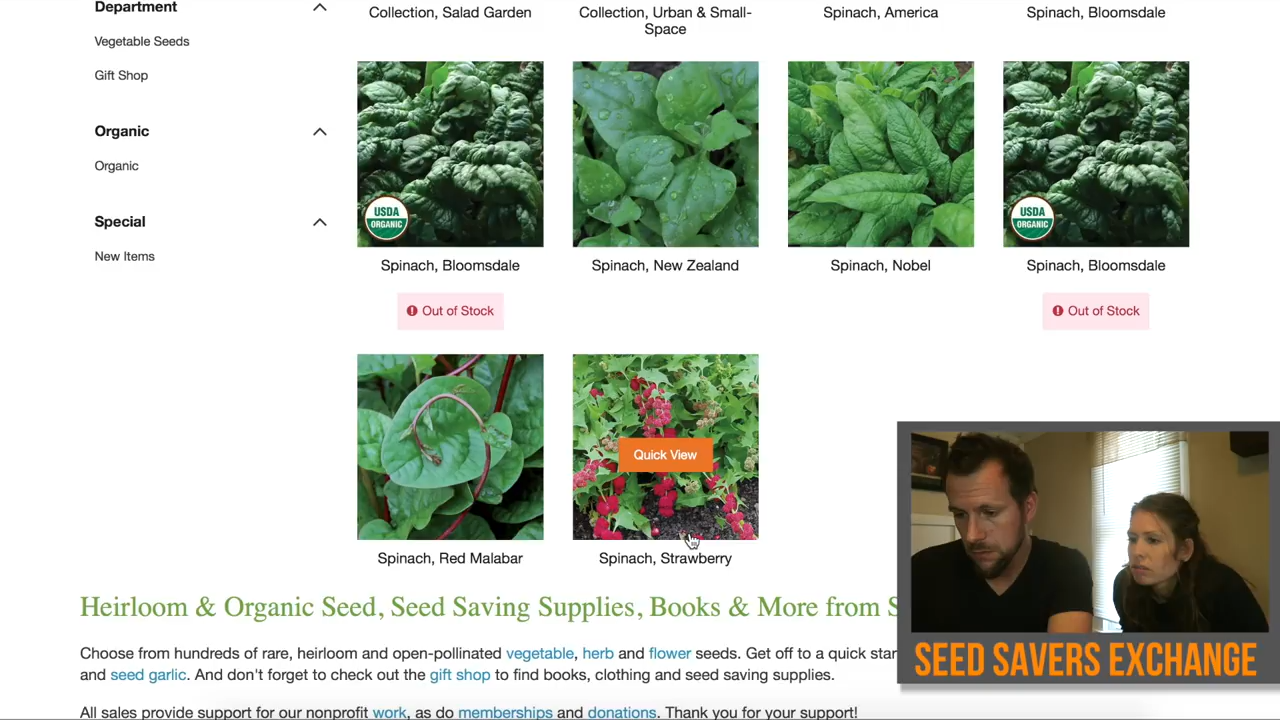 Department
Vegetable Seeds
Gift Shop
Organic
Organic
Special
New Items
Collection, Salad Garden
Collection, Urban & Small-
Space
Spinach, America
Spinach, Bloomsdale
USDA
ORGANIC
USDA
ORGANIC
Spinach, Bloomsdale
Spinach, New Zealand
Spinach, Nobel
Spinach, Bloomsdale
Out of Stock
Out of Stock
Quick View
Spinach, Red Malabar
Spinach, Strawberry
Heirloom & Organic Seed, Seed Saving Supplies, Books & More from S
Choose from hundreds of rare, heirloom and open-pollinated vegetable, herb and flower seeds. Get off to a quick star
and seed garlic. And don't forget to check out the gift shop to find books, clothing and seed saving supplies.
All sales provide support for our nonprofit work, as do memberships and donations. Thank you for your support!
SEED SAVERS EXCHANGE